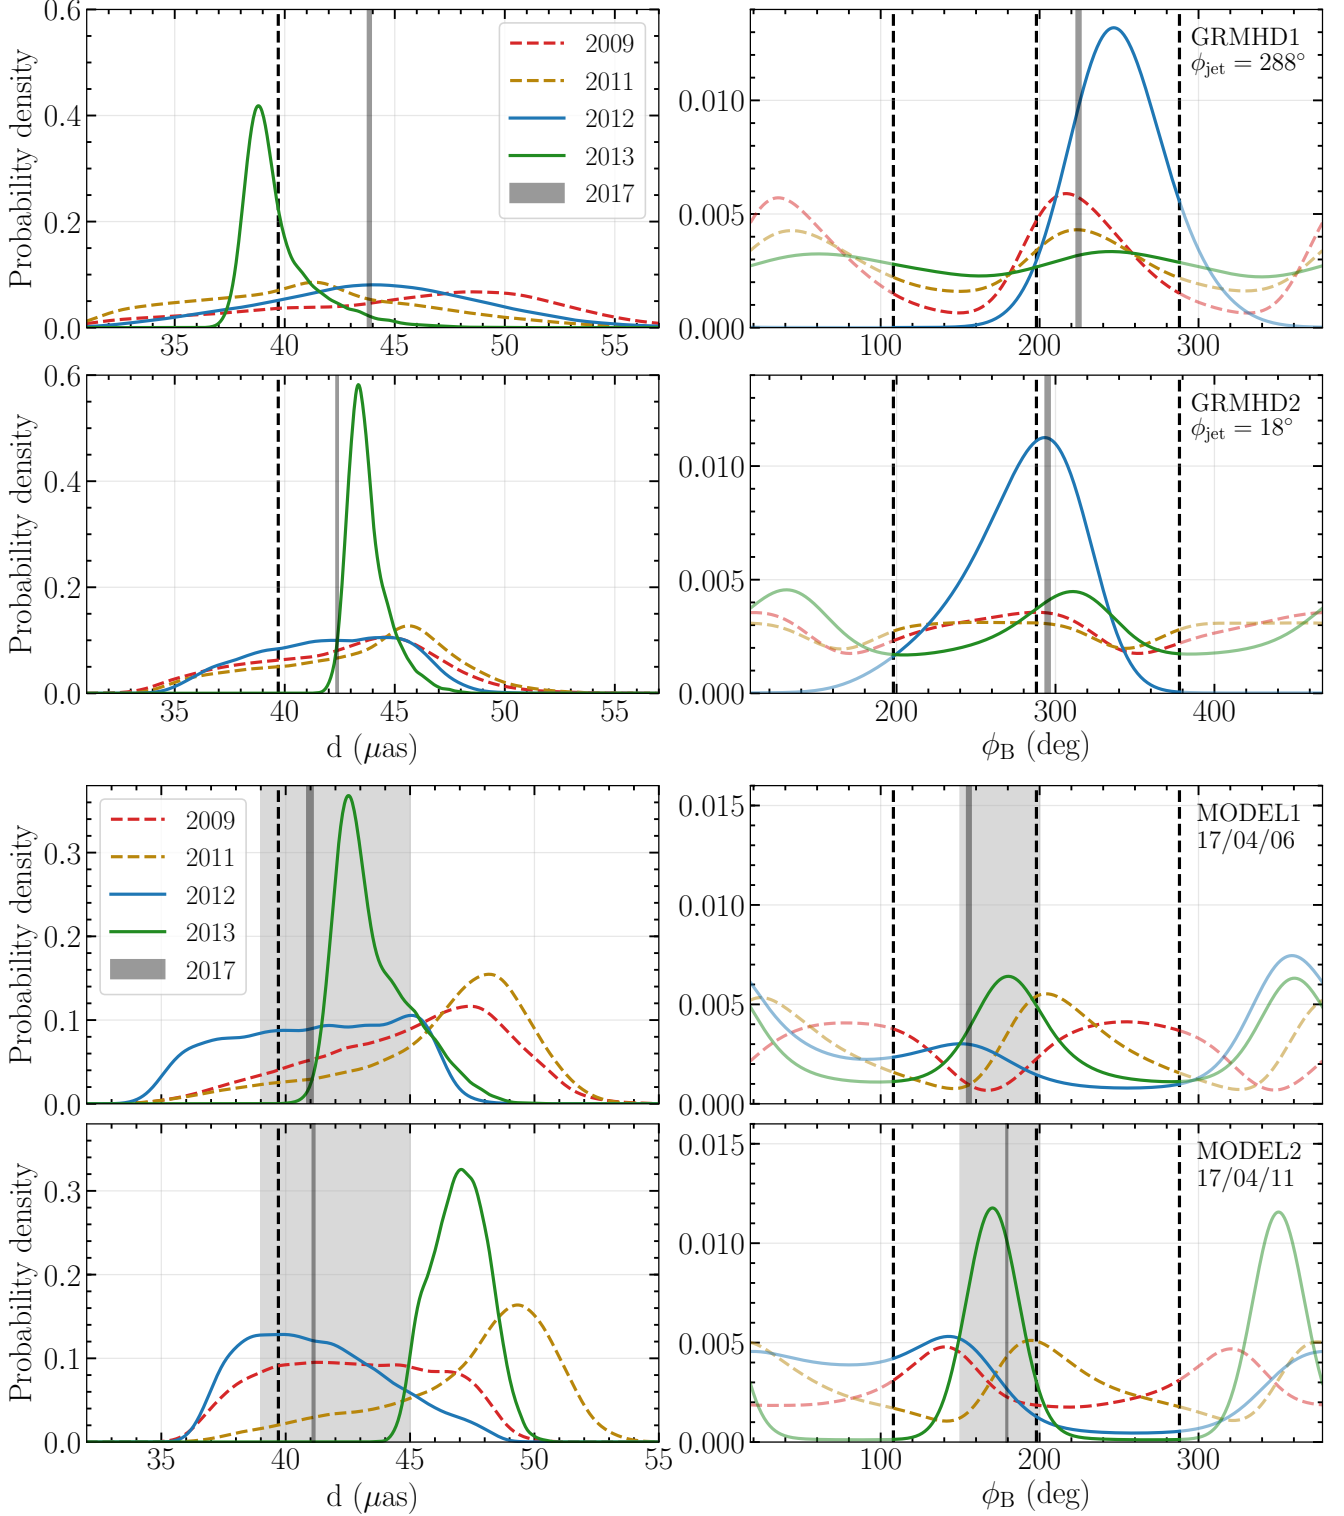 Probability density
0.6
0.4
0.2
0.0
35 40 45 50 55
2009
2011
2012
2013
2017
0.010
0.005
0.000
100 200 300
GRMHD1
ϕjet = 288°
Probability density
0.6
0.4
0.2
0.0
35 40 45 50 55
d (μas)
0.010
0.005
0.000
200 300 400
ϕB (deg)
GRMHD2
ϕjet = 18°
Probability density
0.3
0.2
0.1
0.0
2009
2011
2012
2013
2017
0.015
0.010
0.005
0.000
MODEL1
17/04/06
Probability density
0.3
0.2
0.1
0.0
35 40 45 50 55
d (μas)
0.015
0.010
0.005
0.000
100 200 300
ϕB (deg)
MODEL2
17/04/11